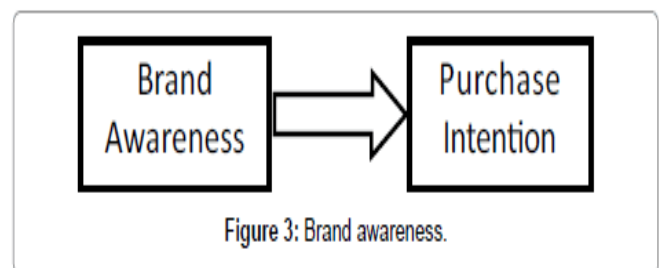 Brand
Awareness
Purchase
Intention
Figure 3: Brand awareness.